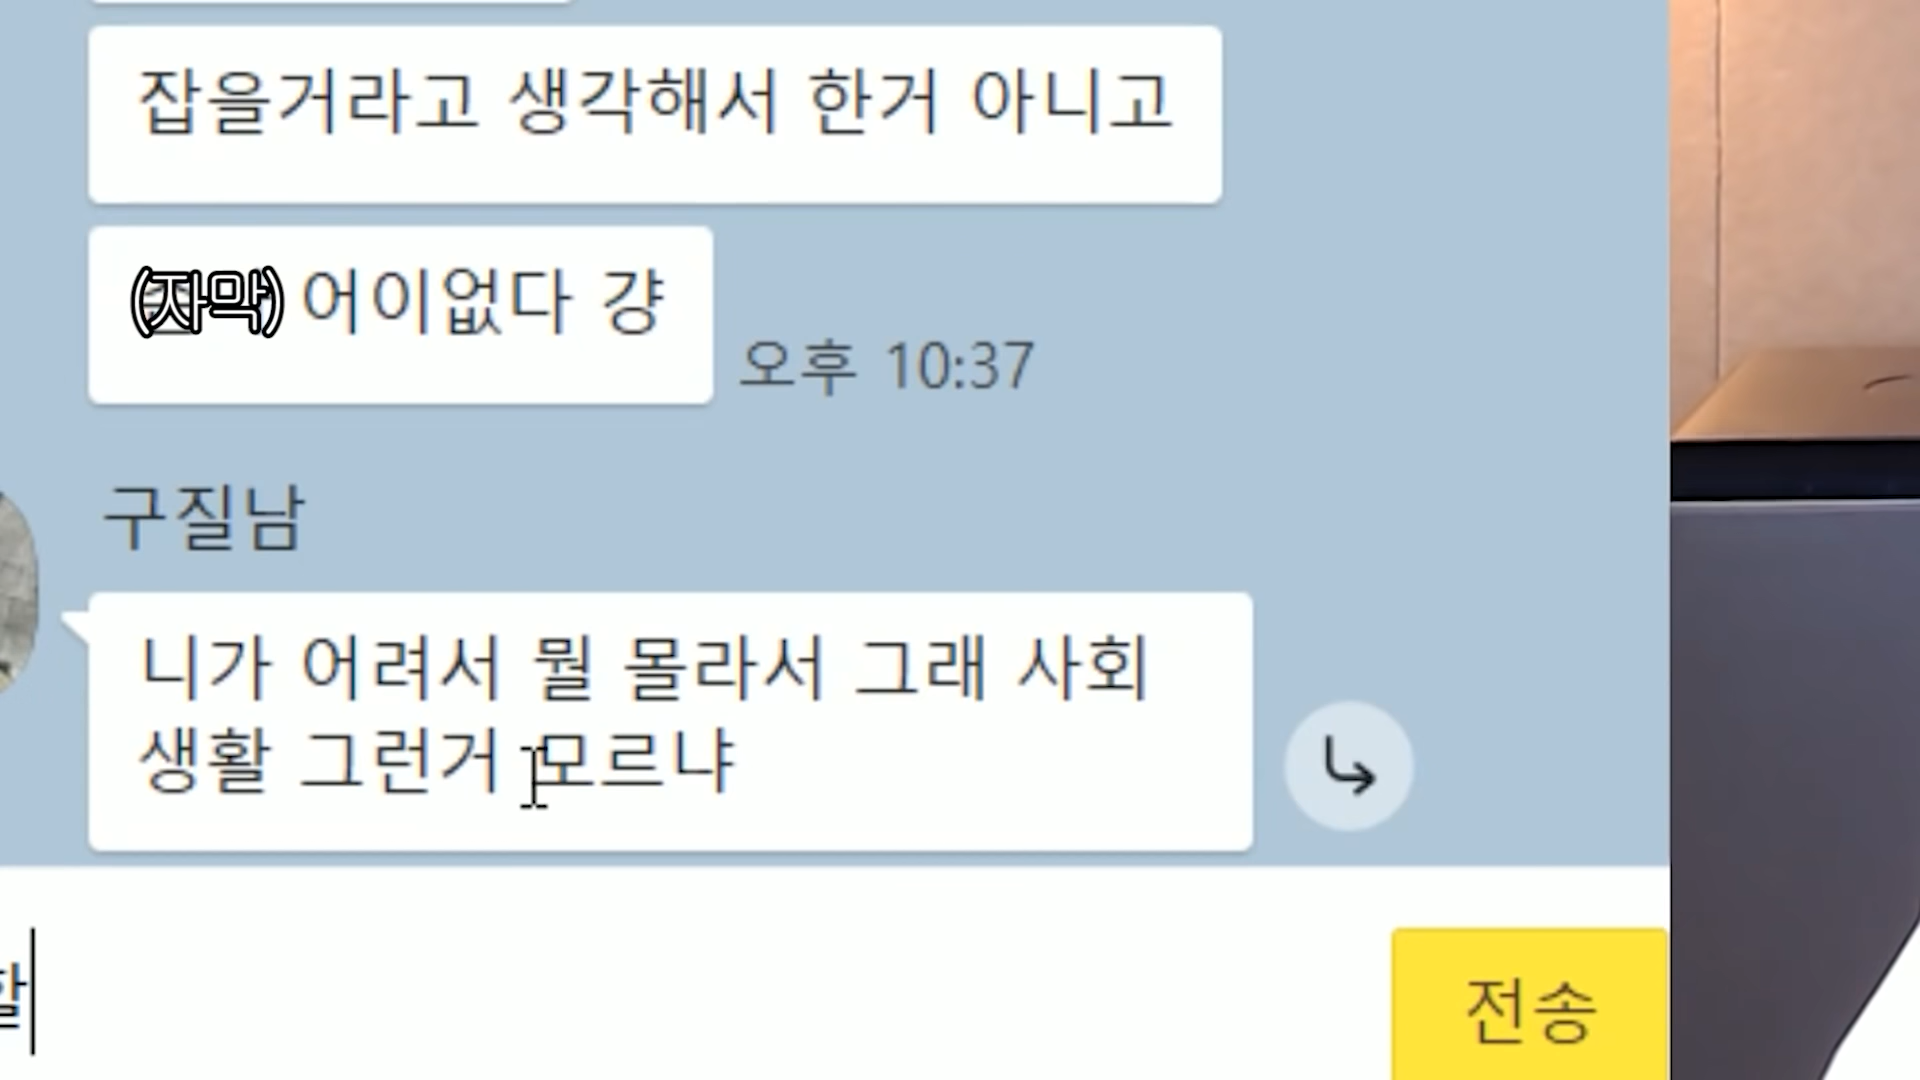 잡을거라고 생각해서 한거 아니고
(자막) 어이없다 걍
오후 10:37
구질남
니가 어려서 뭘 몰라서 그래 사회
생활 그런거 모르냐
전송